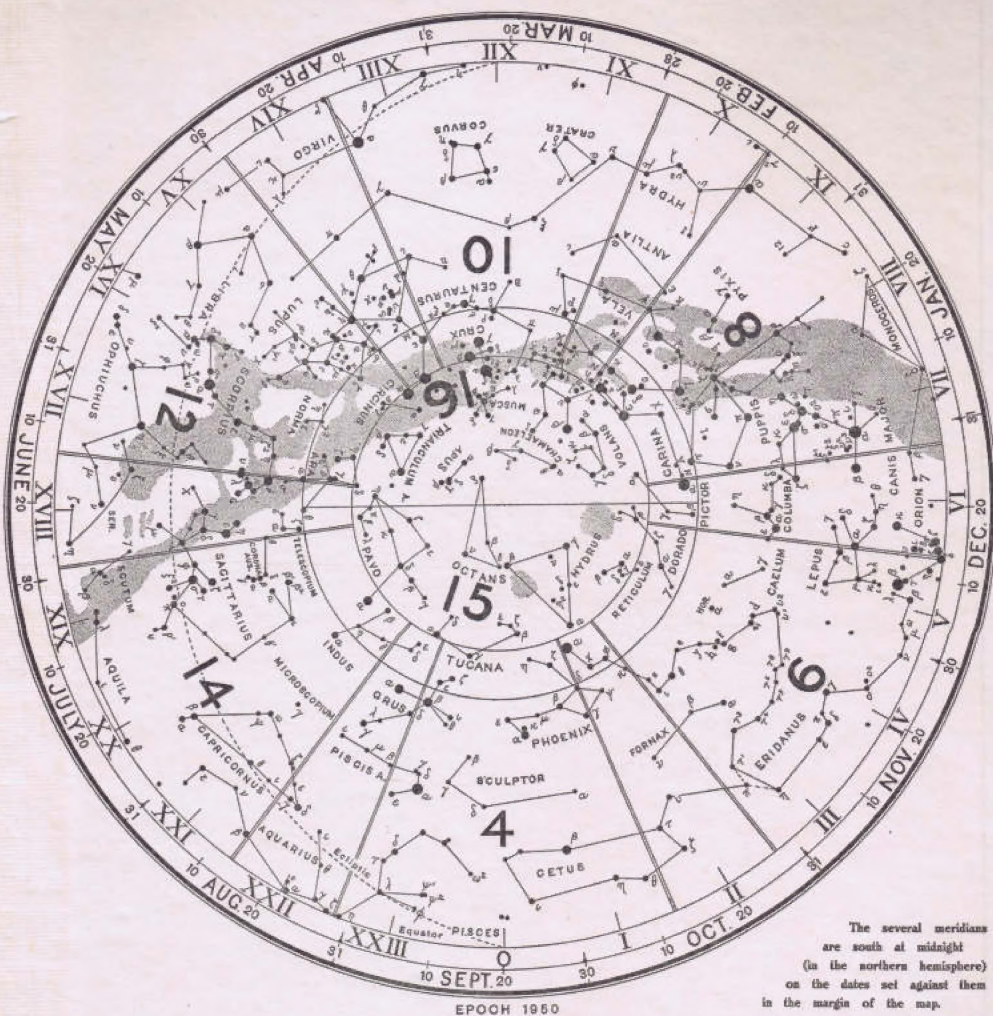 10 MAR. 20
31
10 APR. 20
30
10 MAY 20
31
10 JUNE 20
30
10 JULY 20
31
10 AUG. 20
31
10 SEPT. 20
30
10 OCT. 20
31
10 NOV. 20
30
10 DEC. 20
31
10 JAN. 20
31
10 FEB. 20
28
XII
XIII
XIV
XV
XVI
XVII
XVIII
XIX
XX
XXI
XXII
XXIII
O
I
II
III
IV
V
VI
VII
VIII
IX
X
XI
VIRGO
CORVUS
CRATER
HYDRA
ANTLIA
PYXIS
MONOCEROS
10
8
LIBRA
LUPUS
CENTAURUS
CRUX
VELA
OPHIUCHUS
SCORPIUS
NORMA
CIRCINUS
12
16
MUSCA
TRIANGULUM
APUS
CHAMAELEON
VOLANS
CARINA
PUPPIS
CANIS MAJOR
ARA
SER.
SCUTUM
SAGITTARIUS
CORONA AUS.
TELESCOPIUM
PAVO
OCTANS
15
HYDRUS
RETICULUM
DORADO
PICTOR
COLUMBA
CAELUM
LEPUS
ORION
HOR.
AQUILA
14
MICROSCOPIUM
INDUS
TUCANA
GRUS
PHOENIX
FORNAX
ERIDANUS
6
CAPRICORNUS
PISCIS A.
SCULPTOR
4
AQUARIUS
Ecliptic
CETUS
Equator
PISCES
EPOCH 1950
The several meridians
are south at midnight
(in the northern hemisphere)
on the dates set against them
in the margin of the map.